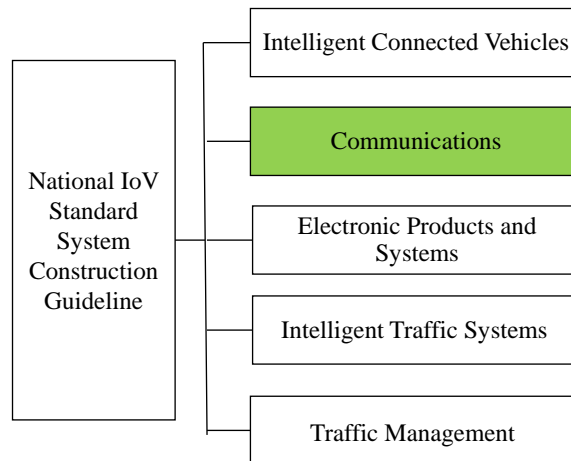 National IoV
Standard
System
Construction
Guideline
Intelligent Connected Vehicles
Communications
Electronic Products and
Systems
Intelligent Traffic Systems
Traffic Management